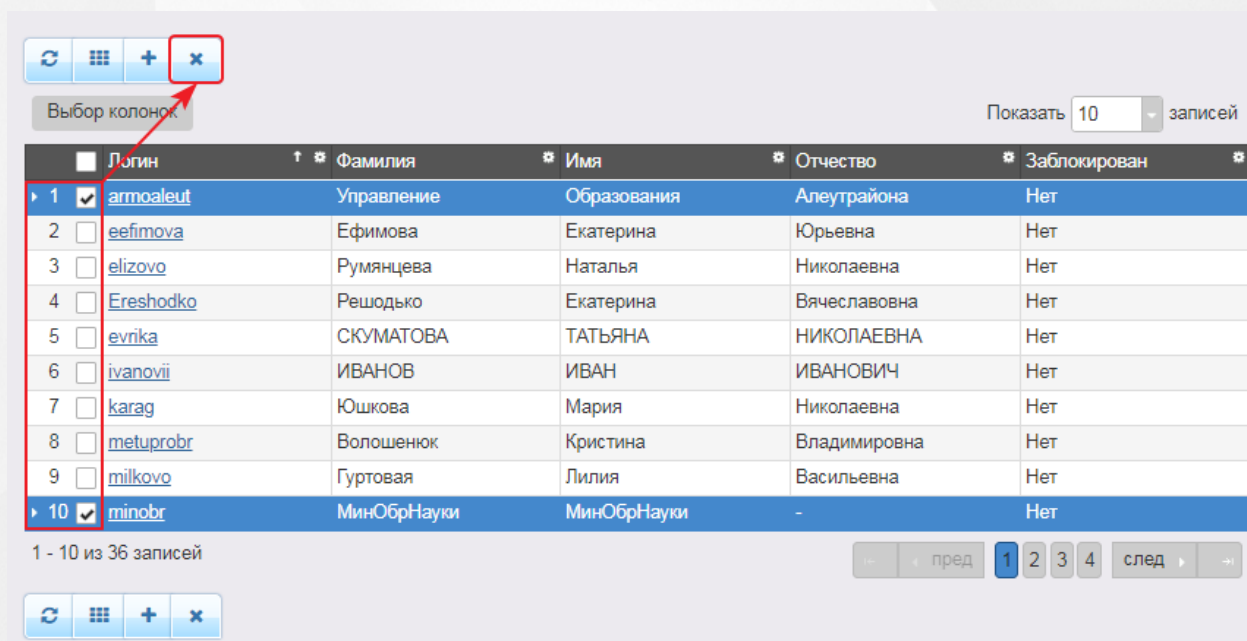 Выбор колонок Показать 10 записей
Логин Фамилия Имя Отчество Заблокирован
1 armoaleut Управление Образования Алеутрайона Нет
2 eefimova Ефимова Екатерина Юрьевна Нет
3 elizovo Румянцева Наталья Николаевна Нет
4 Ereshodko Решодько Екатерина Вячеславовна Нет
5 evrika СКУМАТОВА ТАТЬЯНА НИКОЛАЕВНА Нет
6 ivanovii ИВАНОВ ИВАН ИВАНОВИЧ Нет
7 karag Юшкова Мария Николаевна Нет
8 metuprobr Волошенюк Кристина Владимировна Нет
9 milkovo Гуртовая Лилия Васильевна Нет
10 minobr МинОбрНауки МинОбрНауки - Нет
1 - 10 из 36 записей пред 1 2 3 4 след